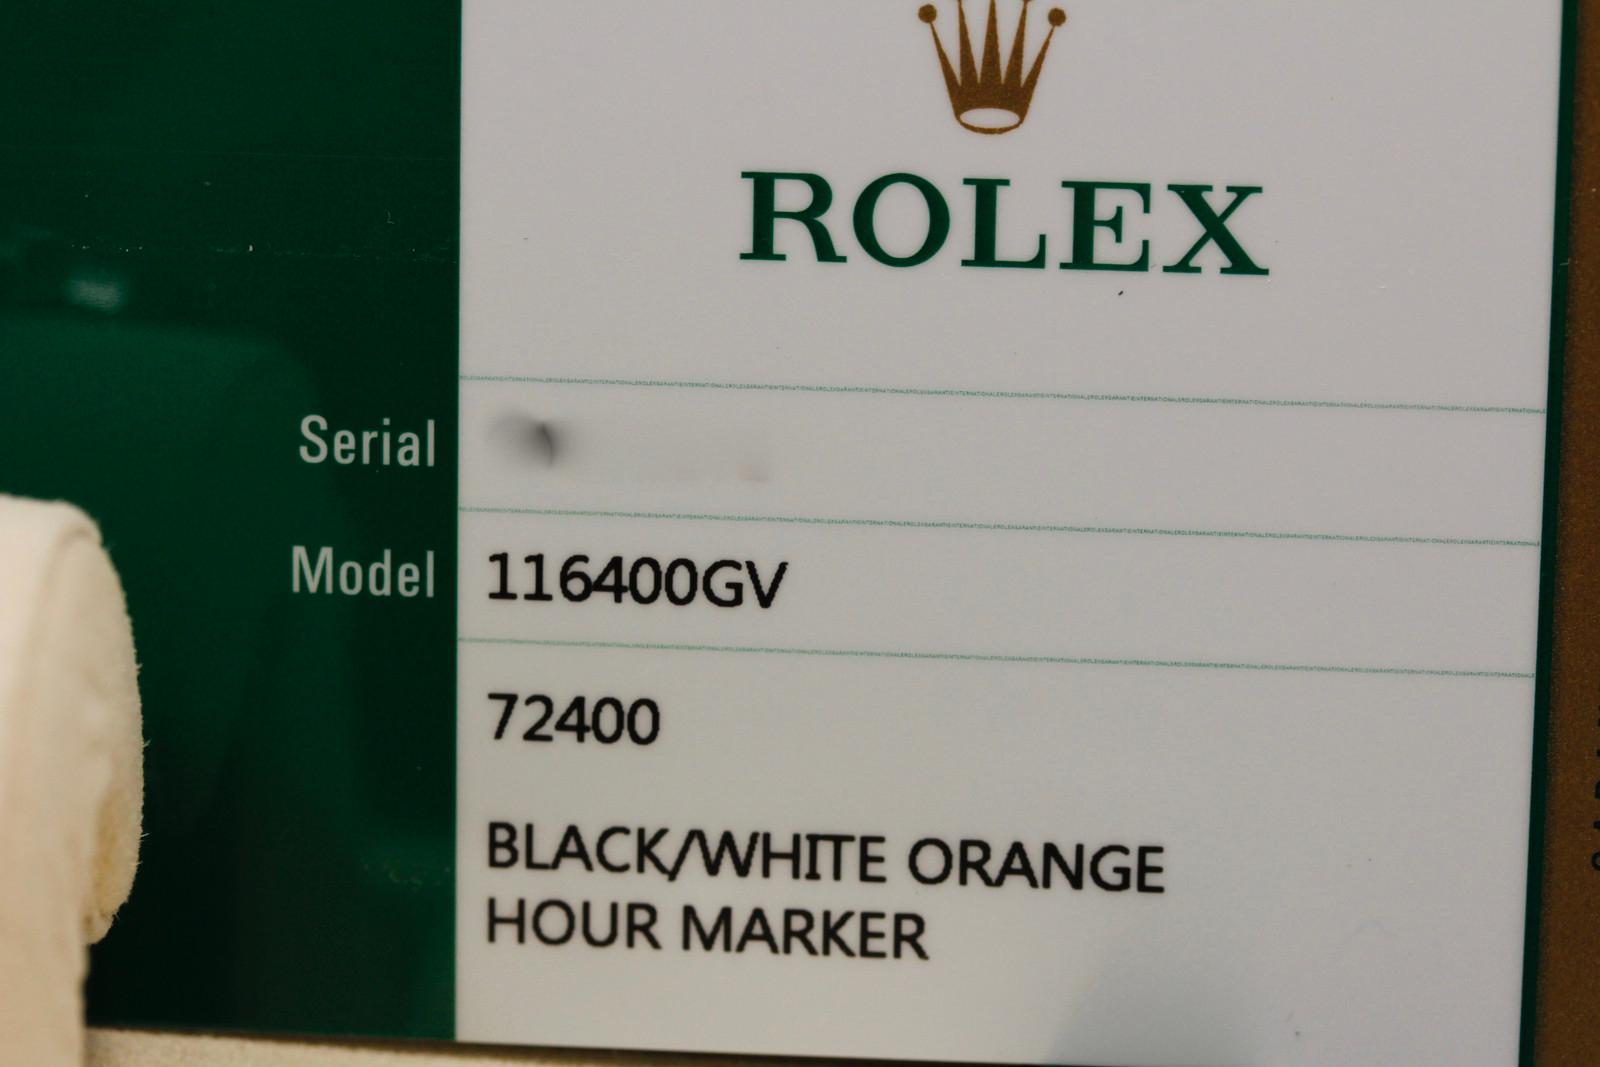 ROLEX
Serial
Model 116400GV
72400
BLACK/WHITE ORANGE
HOUR MARKER